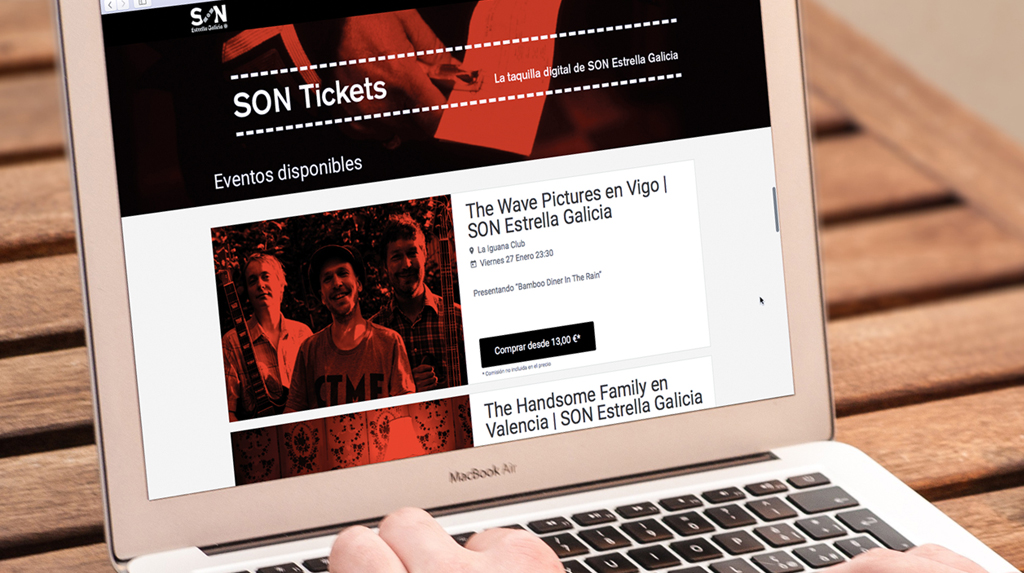 SON
Estrella Galicia
SON Tickets
La taquilla digital de SON Estrella Galicia
Eventos disponibles
The Wave Pictures en Vigo |
SON Estrella Galicia
La Iguana Club
Viernes 27 Enero 23:30
Presentando "Bamboo Diner In The Rain"
Comprar desde 13,00 €*
* Comisión no incluida en el precio
The Handsome Family en
Valencia | SON Estrella Galicia
MacBook Air